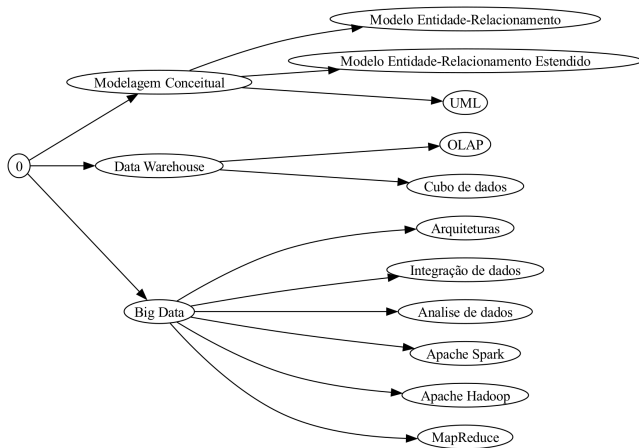 Modelo Entidade-Relacionamento
Modelo Entidade-Relacionamento Estendido
Modelagem Conceitual
UML
OLAP
0
Data Warehouse
Cubo de dados
Arquiteturas
Integração de dados
Big Data
Analise de dados
Apache Spark
Apache Hadoop
MapReduce